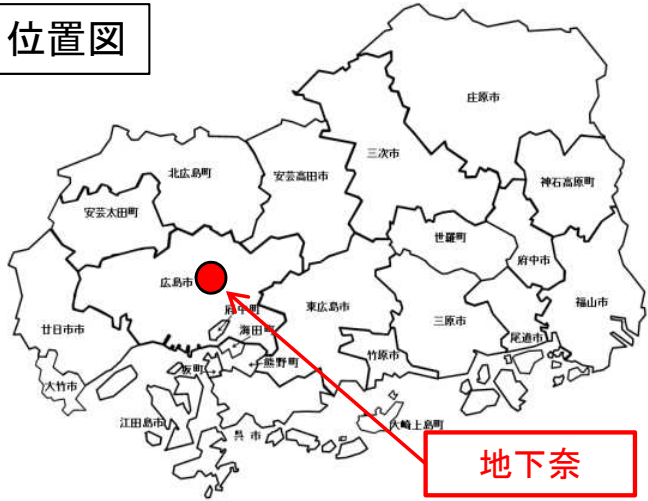 位置図
庄原市
三次市
北広島町
安芸高田市
神石高原町
安芸太田町
世羅町
府中市
広島市
福山市
東広島市
三原市
府中町
海田町
尾道市
廿日市市
竹原市
熊野町
坂町
大竹市
江田島市
大崎上島町
呉市
地下奈